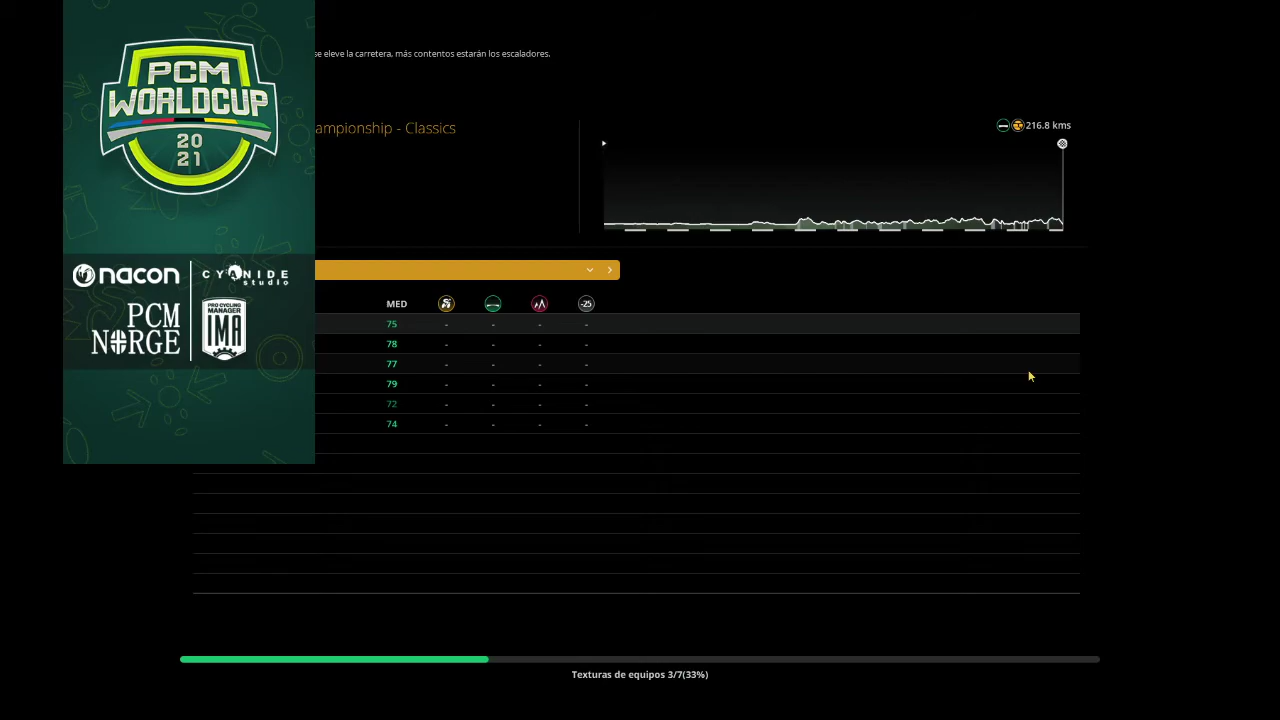 se eleve la carretera, más contentos estarán los escaladores.
PCM
WORLDCUP
20
21
ampionship - Classics
216.8 kms
nacon
CYANIDE
studio
PCM
NORGE
PRO CYCLING
MANAGER
IMA
MED
-25
75 - - - -
78 - - - -
77 - - - -
79 - - - -
72 - - - -
74 - - - -
Texturas de equipos 3/7(33%)